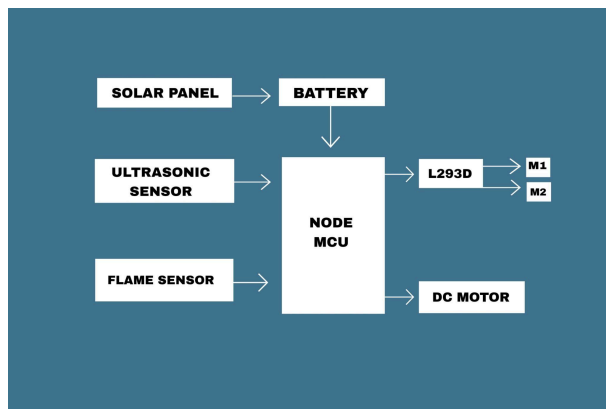 SOLAR PANEL
BATTERY
ULTRASONIC
SENSOR
NODE
MCU
L293D
M1
M2
FLAME SENSOR
DC MOTOR